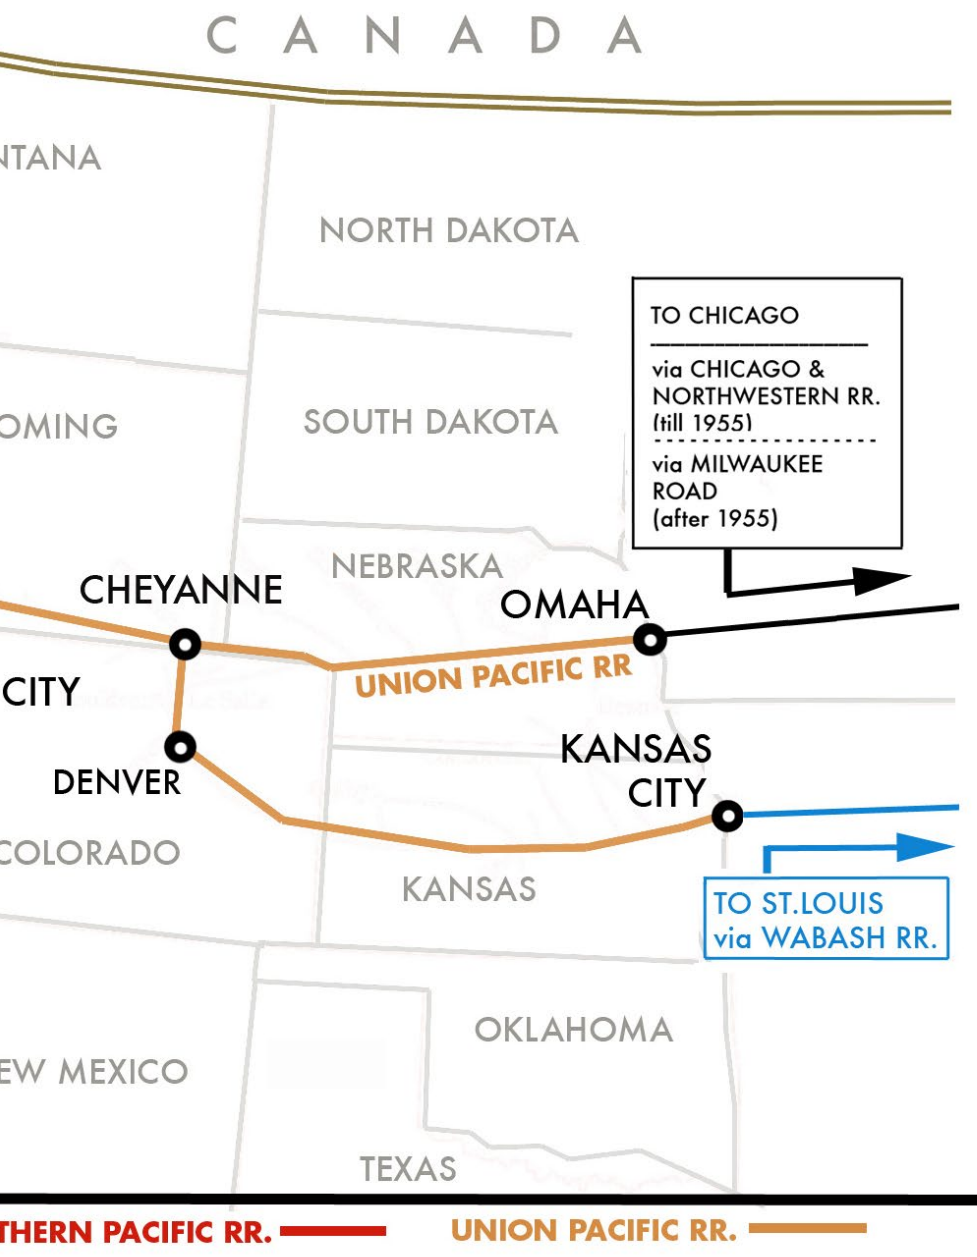 CANADA
NTANA
NORTH DAKOTA
TO CHICAGO
via CHICAGO &
NORTHWESTERN RR.
(till 1955)
via MILWAUKEE
ROAD
(after 1955)
OMING
SOUTH DAKOTA
NEBRASKA
CHEYANNE
OMAHA
UNION PACIFIC RR
CITY
KANSAS
CITY
DENVER
COLORADO
KANSAS
TO ST.LOUIS
via WABASH RR.
OKLAHOMA
EW MEXICO
TEXAS
THERN PACIFIC RR.
UNION PACIFIC RR.